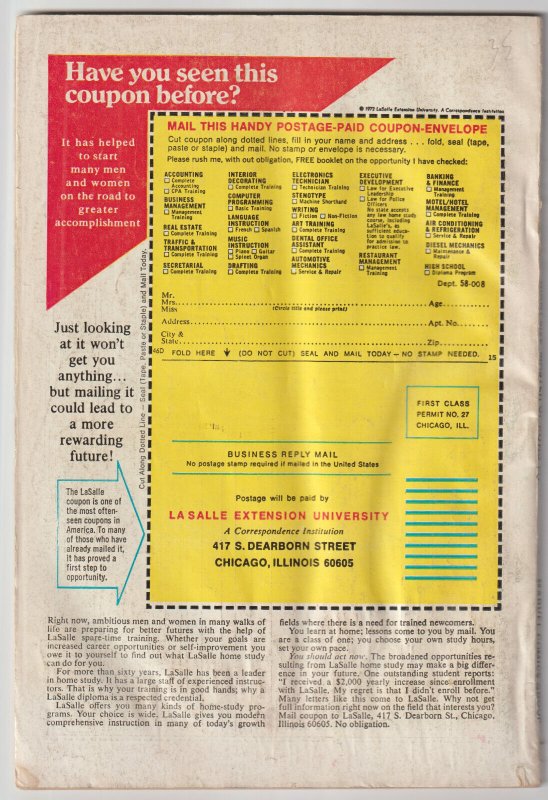 25
Have you seen this
coupon before?
© 1972 LaSalle Extension University. A Correspondence Institution
It has helped
to start
many men
and women
on the road to
greater
accomplishment
MAIL THIS HANDY POSTAGE-PAID COUPON-ENVELOPE
Cut coupon along dotted lines, fill in your name and address . . . fold, seal (tape,
paste or staple) and mail. No stamp or envelope is necessary.
Please rush me, with out obligation, FREE booklet on the opportunity I have checked:
ACCOUNTING
Complete
Accounting
CPA Training
BUSINESS
MANAGEMENT
Management
Training
REAL ESTATE
Complete Training
TRAFFIC &
TRANSPORTATION
Complete Training
SECRETARIAL
Complete Training
INTERIOR
DECORATING
Complete Training
COMPUTER
PROGRAMMING
Basic Training
LANGUAGE
INSTRUCTION
French Spanish
MUSIC
INSTRUCTION
Piano Guitar
Spinet Organ
DRAFTING
Complete Training
ELECTRONICS
TECHNICIAN
Technician Training
STENOTYPE
Machine Shorthand
WRITING
Fiction Non-Fiction
ART TRAINING
Complete Training
DENTAL OFFICE
ASSISTANT
Complete Training
AUTOMOTIVE
MECHANICS
Service & Repair
EXECUTIVE
DEVELOPMENT
Law for Executive
Leadership
Law for Police
Officers
No state accepts
any law home study
course, including
LaSalle's, as
sufficient educa-
tion to qualify
for admission to
practice law.
RESTAURANT
MANAGEMENT
Management
Training
BANKING
& FINANCE
Management
Training
MOTEL/HOTEL
MANAGEMENT
Complete Training
AIR CONDITIONING
& REFRIGERATION
Service & Repair
DIESEL MECHANICS
Maintenance &
Repair
HIGH SCHOOL
Diploma Program
Dept. 58-008
Mr.
Mrs.
Miss
(Circle title and please print)
Age
Address
Apt. No.
City &
State
Zip
46D FOLD HERE (DO NOT CUT) SEAL AND MAIL TODAY—NO STAMP NEEDED. 15
Cut Along Dotted Line — Seal (Tape, Paste or Staple) and Mail Today.
Just looking
at it won't
get you
anything...
but mailing it
could lead to
a more
rewarding
future!
FIRST CLASS
PERMIT NO. 27
CHICAGO, ILL.
BUSINESS REPLY MAIL
No postage stamp required if mailed in the United States
Postage will be paid by
LA SALLE EXTENSION UNIVERSITY
A Correspondence Institution
417 S. DEARBORN STREET
CHICAGO, ILLINOIS 60605
The LaSalle
coupon is one of
the most often-
seen coupons in
America. To many
of those who have
already mailed it,
it has proved a
first step to
opportunity.
Right now, ambitious men and women in many walks of
life are preparing for better futures with the help of
LaSalle spare-time training. Whether your goals are
increased career opportunities or self-improvement you
owe it to yourself to find out what LaSalle home study
can do for you.
For more than sixty years, LaSalle has been a leader
in home study. It has a large staff of experienced instruc-
tors. That is why your training is in good hands; why a
LaSalle diploma is a respected credential.
LaSalle offers you many kinds of home-study pro-
grams. Your choice is wide. LaSalle gives you modern
comprehensive instruction in many of today's growth
fields where there is a need for trained newcomers.
You learn at home; lessons come to you by mail. You
are a class of one; you choose your own study hours,
set your own pace.
You should act now. The broadened opportunities re-
sulting from LaSalle home study may make a big differ-
ence in your future. One outstanding student reports:
"I received a $2,000 yearly increase since enrollment
with LaSalle. My regret is that I didn't enroll before."
Many letters like this come to LaSalle. Why not get
full information right now on the field that interests you?
Mail coupon to LaSalle, 417 S. Dearborn St., Chicago,
Illinois 60605. No obligation.